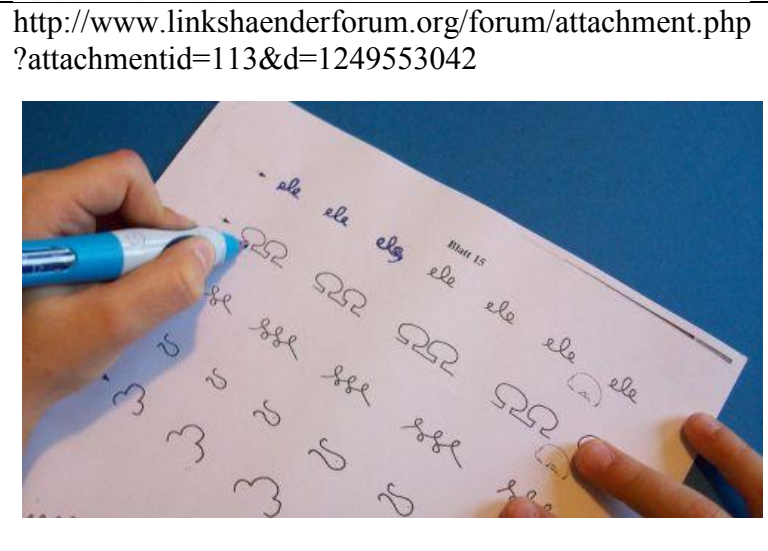 http://www.linkshaenderforum.org/forum/attachment.php
?attachmentid=113&d=1249553042
Blatt 15
ele ele ele ele ele ele ele